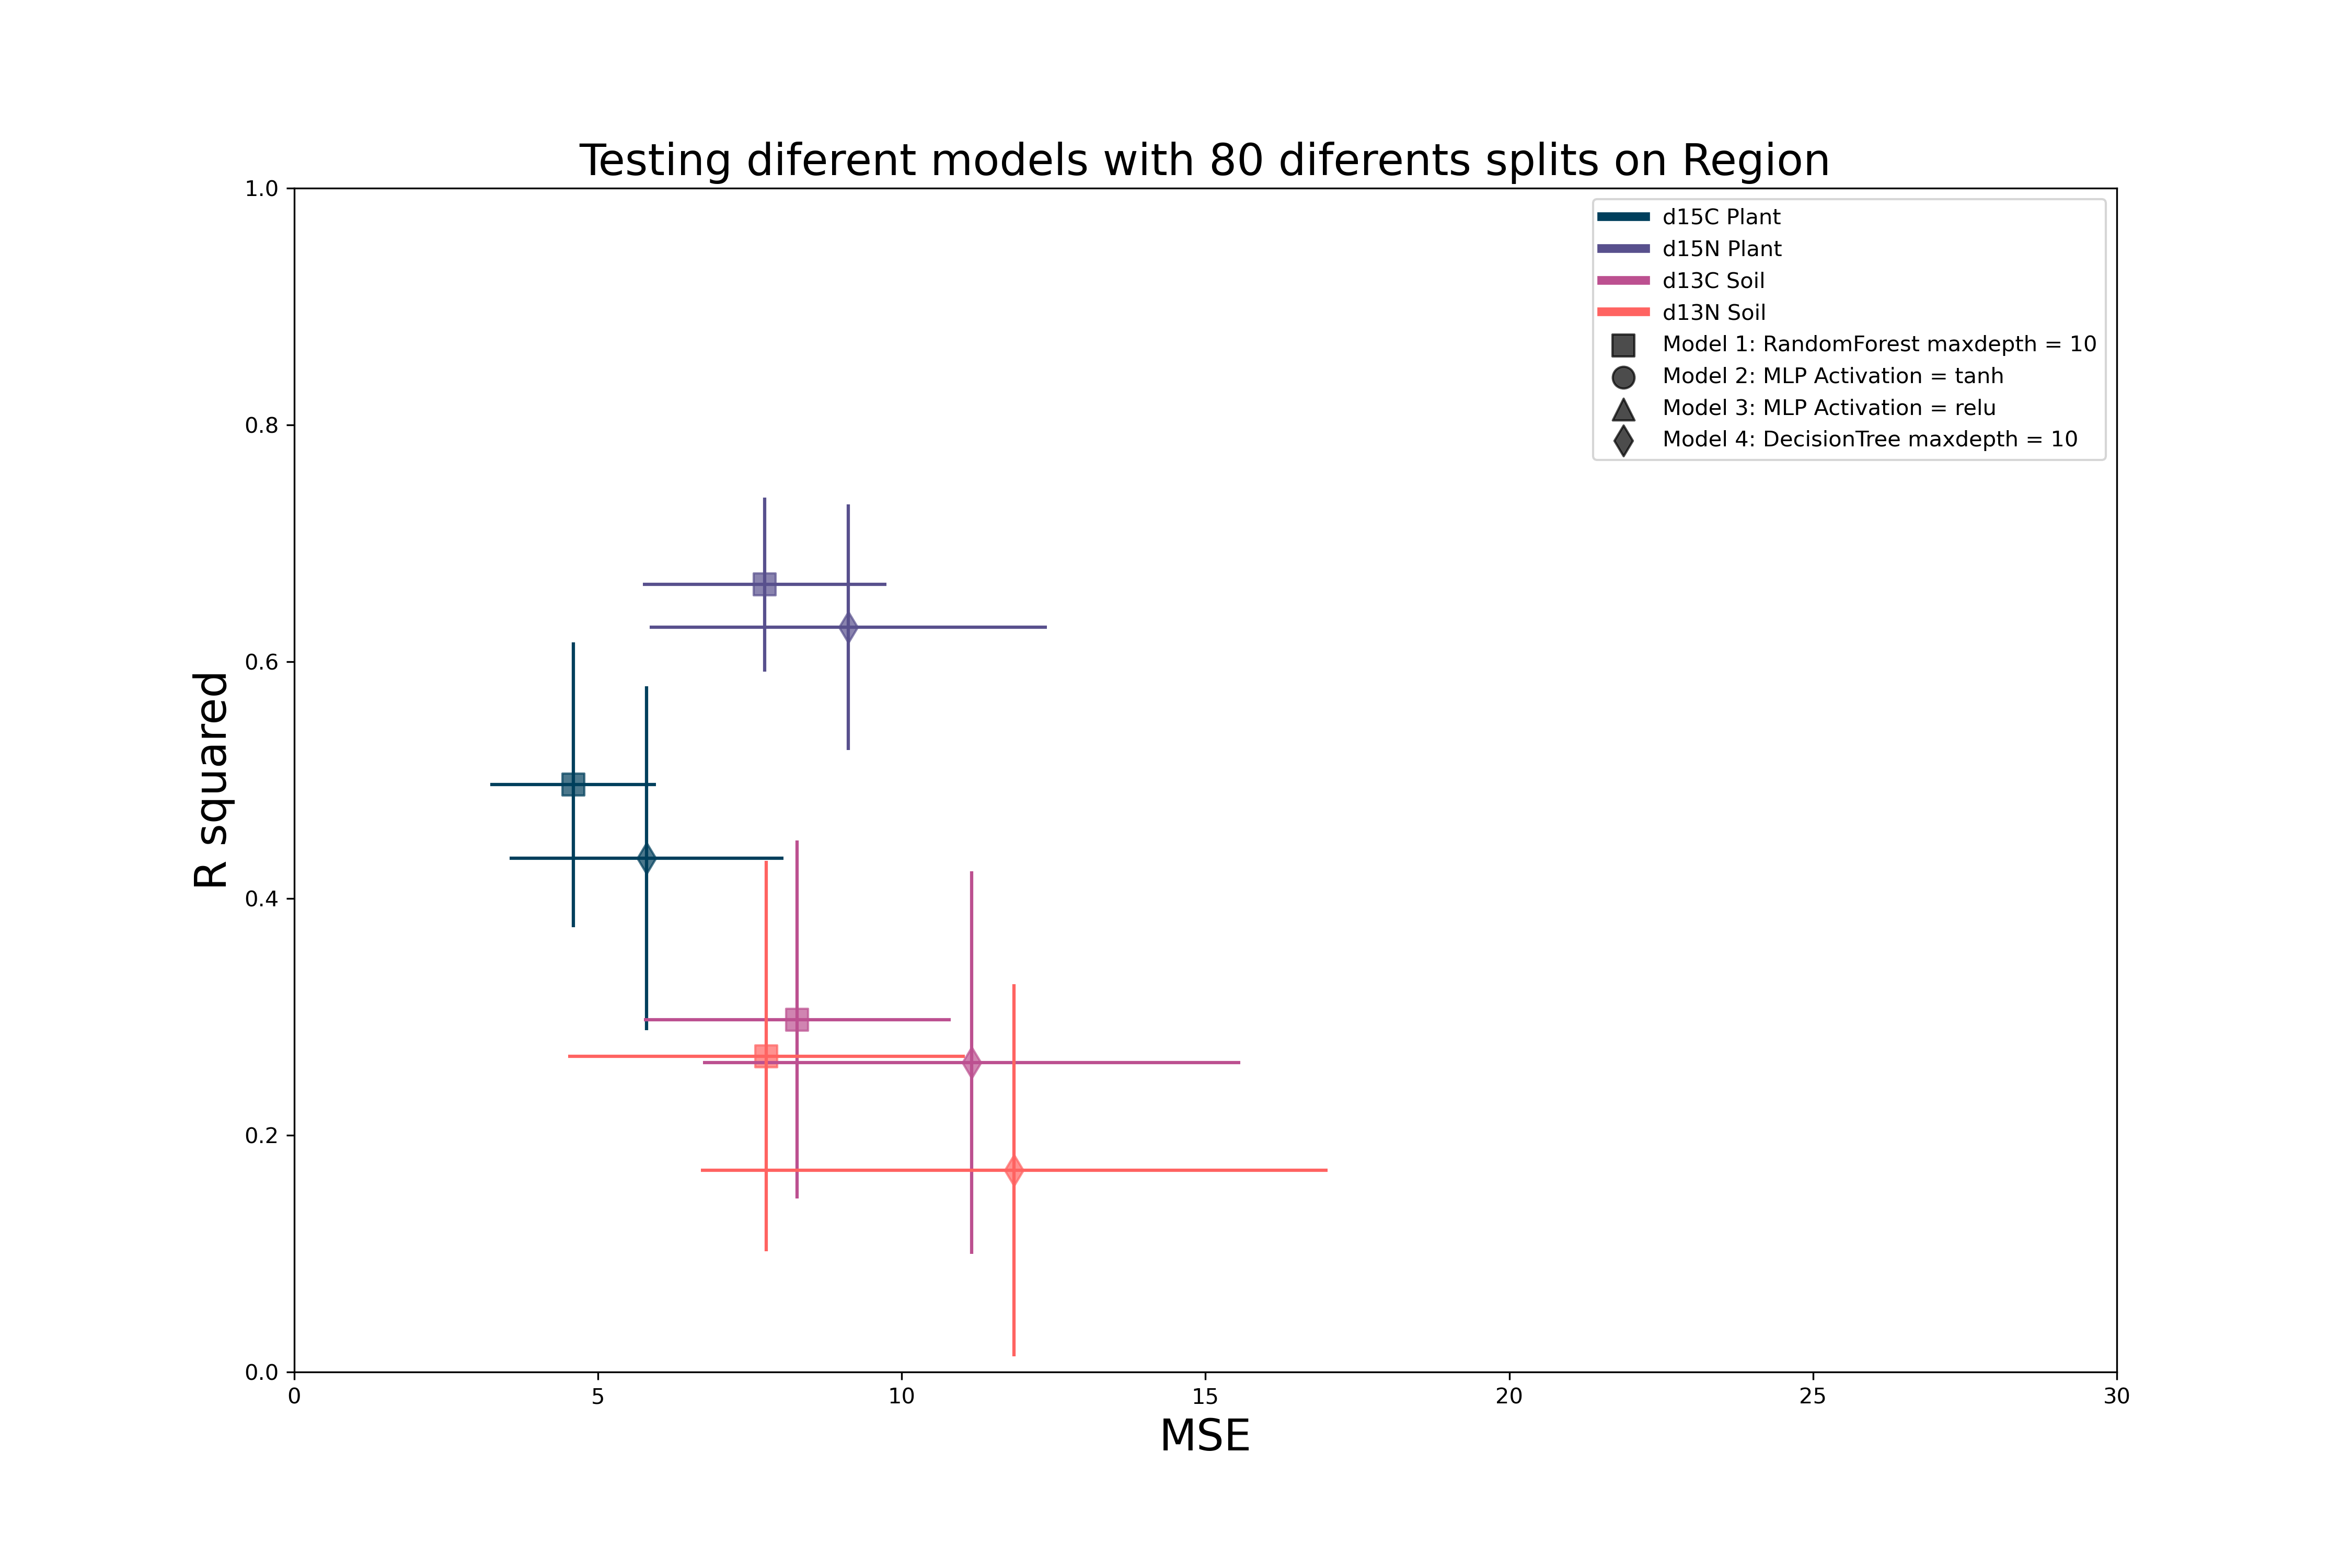 Testing diferent models with 80 diferents splits on Region
1.0
0.8
0.6
0.4
0.2
0.0
R squared
d15C Plant
d15N Plant
d13C Soil
d13N Soil
Model 1: RandomForest maxdepth = 10
Model 2: MLP Activation = tanh
Model 3: MLP Activation = relu
Model 4: DecisionTree maxdepth = 10
0 5 10 15 20 25 30
MSE